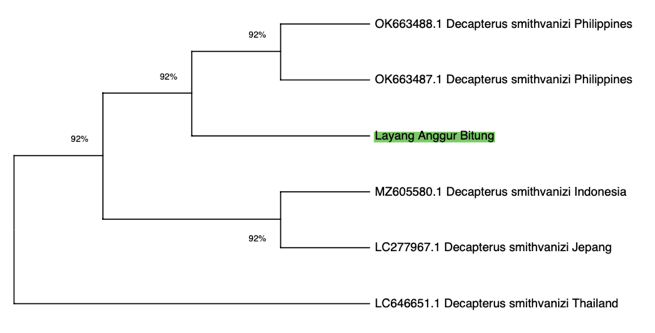 92%
OK663488.1 Decapterus smithvanizi Philippines
92%
OK663487.1 Decapterus smithvanizi Philippines
92%
Layang Anggur Bitung
MZ605580.1 Decapterus smithvanizi Indonesia
92%
LC277967.1 Decapterus smithvanizi Jepang
LC646651.1 Decapterus smithvanizi Thailand